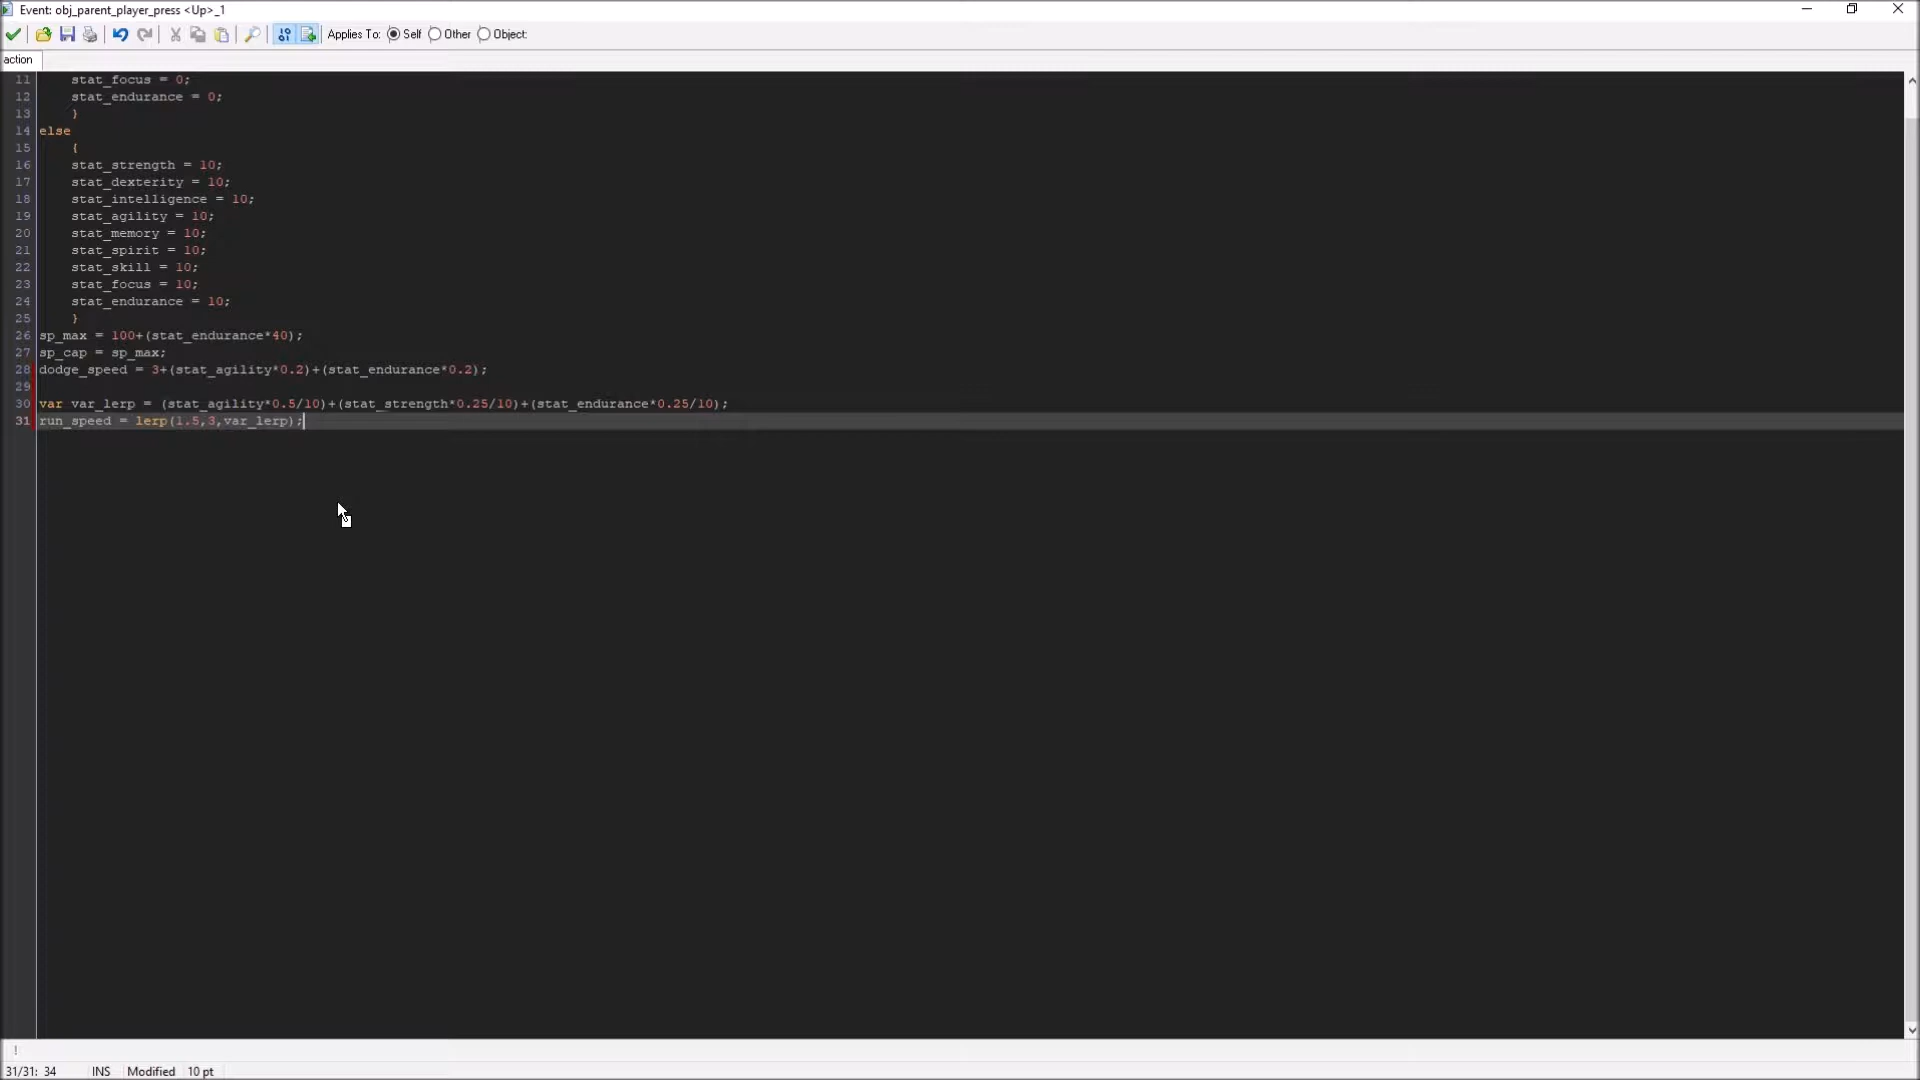 Event: obj_parent_player_press <Up>_1
Applies To: Self Other Object:
action
11 stat_focus = 0;
12 stat_endurance = 0;
13 }
14 else
15 {
16 stat_strength = 10;
17 stat_dexterity = 10;
18 stat_intelligence = 10;
19 stat_agility = 10;
20 stat_memory = 10;
21 stat_spirit = 10;
22 stat_skill = 10;
23 stat_focus = 10;
24 stat_endurance = 10;
25 }
26 sp_max = 100+(stat_endurance*40);
27 sp_cap = sp_max;
28 dodge_speed = 3+(stat_agility*0.2)+(stat_endurance*0.2);
29
30 var var_lerp = (stat_agility*0.5/10)+(stat_strength*0.25/10)+(stat_endurance*0.25/10);
31 run_speed = lerp(1.5,3,var_lerp);
31/31: 34 INS Modified 10 pt